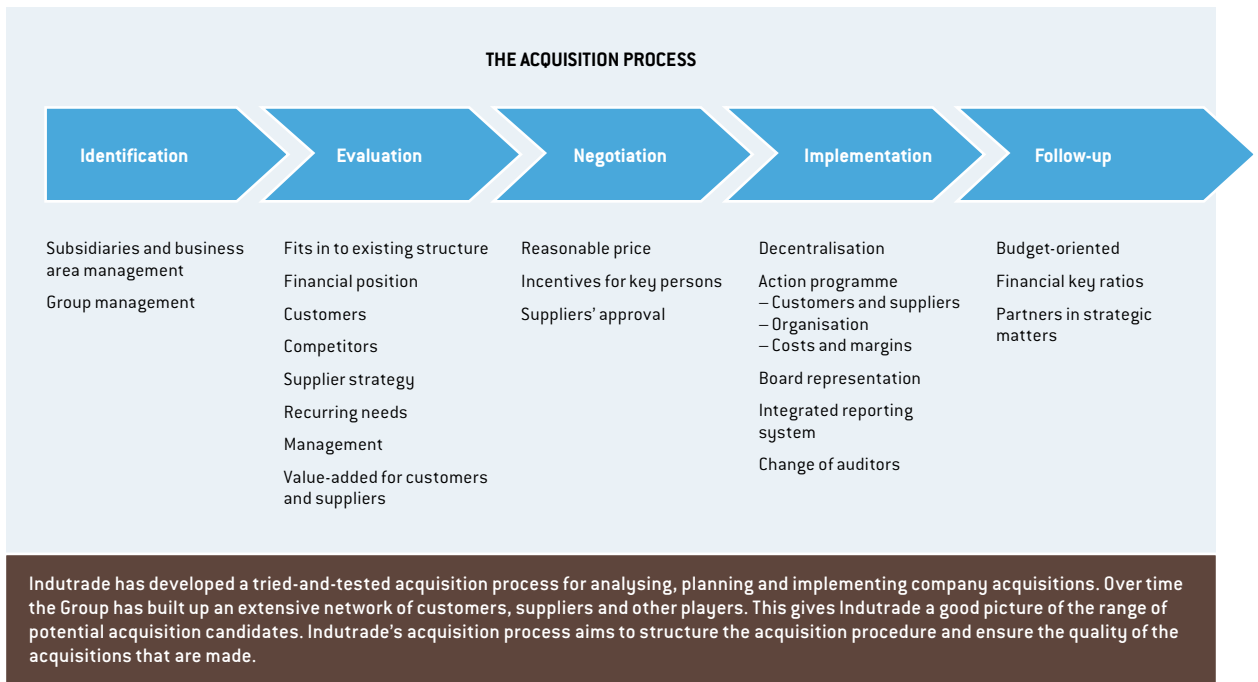 THE ACQUISITION PROCESS
Identification
Evaluation
Negotiation
Implementation
Follow-up
Subsidiaries and business
area management
Group management
Fits in to existing structure
Financial position
Customers
Competitors
Supplier strategy
Recurring needs
Management
Value-added for customers
and suppliers
Reasonable price
Incentives for key persons
Suppliers’ approval
Decentralisation
Action programme
– Customers and suppliers
– Organisation
– Costs and margins
Board representation
Integrated reporting
system
Change of auditors
Budget-oriented
Financial key ratios
Partners in strategic
matters
Indutrade has developed a tried-and-tested acquisition process for analysing, planning and implementing company acquisitions. Over time
the Group has built up an extensive network of customers, suppliers and other players. This gives Indutrade a good picture of the range of
potential acquisition candidates. Indutrade’s acquisition process aims to structure the acquisition procedure and ensure the quality of the
acquisitions that are made.